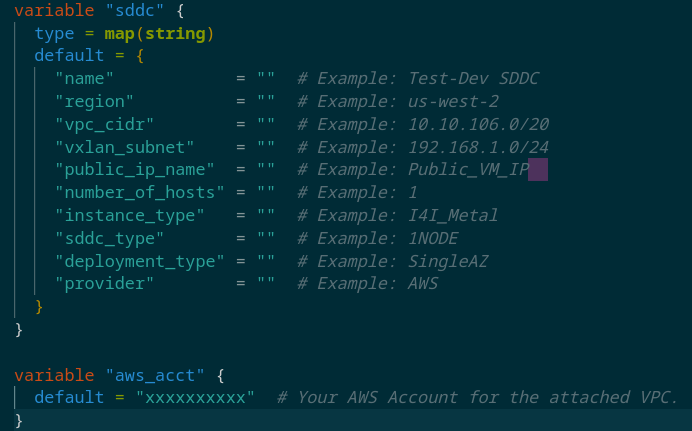 variable "sddc" {
  type = map(string)
  default = {
    "name"            = ""  # Example: Test-Dev SDDC
    "region"          = ""  # Example: us-west-2
    "vpc_cidr"        = ""  # Example: 10.10.106.0/20
    "vxlan_subnet"    = ""  # Example: 192.168.1.0/24
    "public_ip_name"  = ""  # Example: Public_VM_IP
    "number_of_hosts" = ""  # Example: 1
    "instance_type"   = ""  # Example: I4I_Metal
    "sddc_type"       = ""  # Example: 1NODE
    "deployment_type" = ""  # Example: SingleAZ
    "provider"        = ""  # Example: AWS
  }
}

variable "aws_acct" {
  default = "xxxxxxxxxx"  # Your AWS Account for the attached VPC.
}